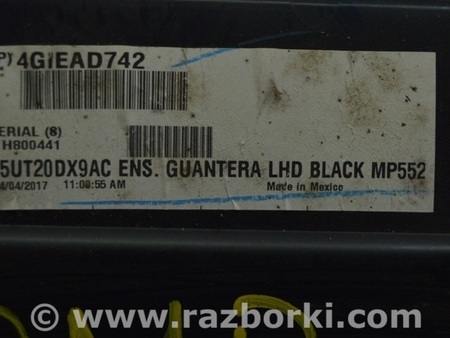 4GIEAD742
ERIAL (8)
H800441
5UT20DX9AC ENS. GUANTERA LHD BLACK MP552
/04/2017 11:08:55 AM Made in Mexico
© www.razborki.com